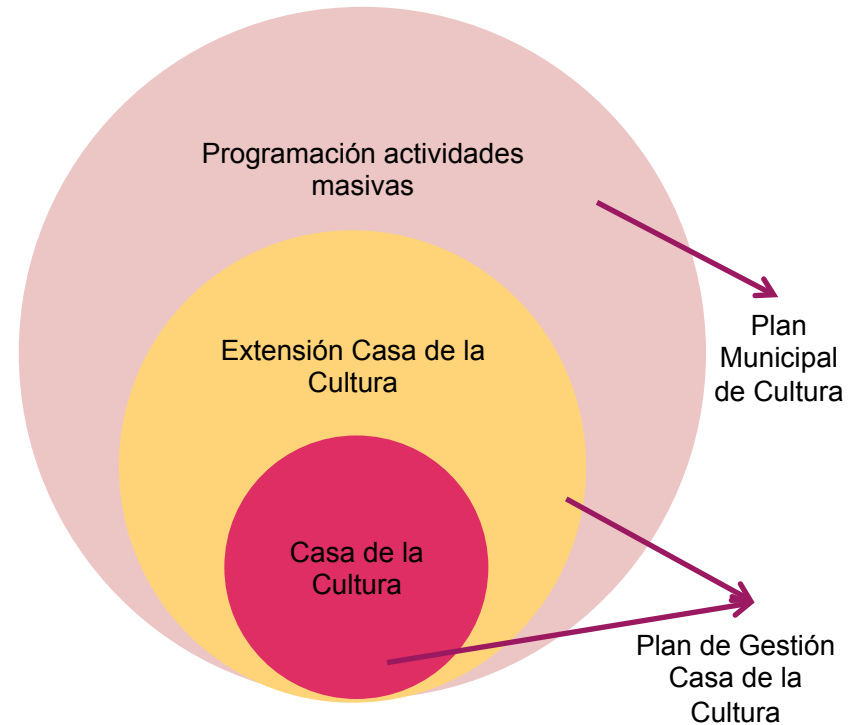 Programación actividades
masivas
Extensión Casa de la
Cultura
Casa de la
Cultura
Plan
Municipal
de Cultura
Plan de Gestión
Casa de la
Cultura